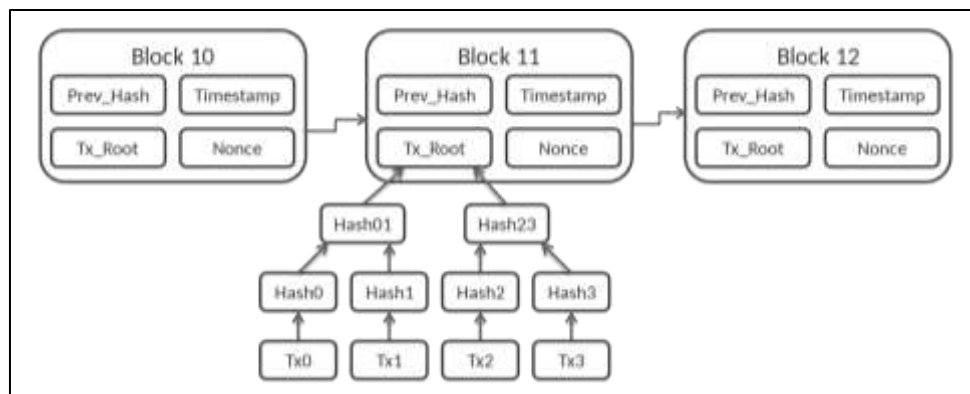 Block 10
Block 11
Block 12
Prev_Hash
Timestamp
Prev_Hash
Timestamp
Prev_Hash
Timestamp
Tx_Root
Nonce
Tx_Root
Nonce
Tx_Root
Nonce
Hash01
Hash23
Hash0
Hash1
Hash2
Hash3
Tx0
Tx1
Tx2
Tx3